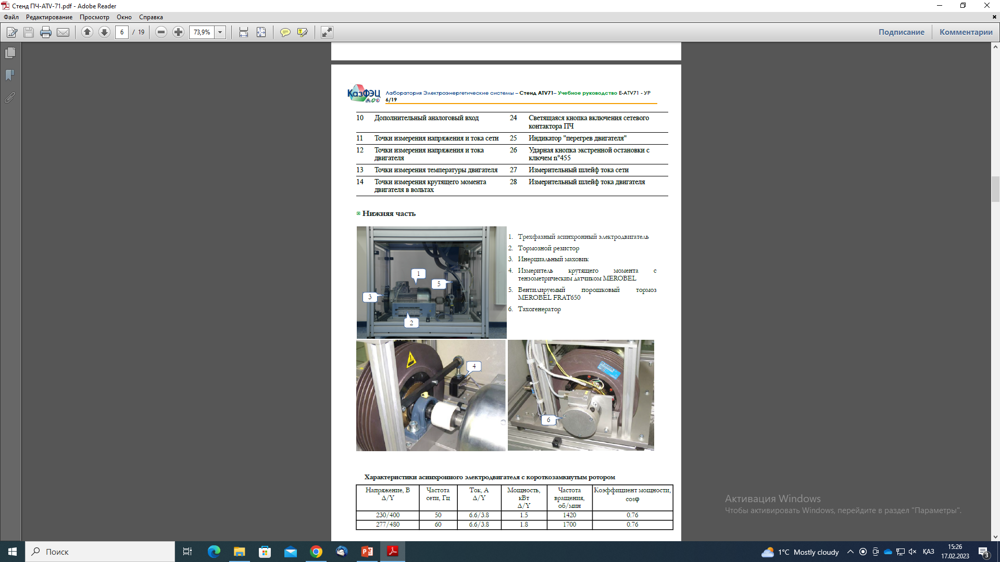 Стенд ПЧ-ATV-71.pdf - Adobe Reader
Файл Редактирование Просмотр Окно Справка
6 / 19 73,9% Подписание Комментарии
КазФЭЦ
Лаборатория Электроэнергетические системы – Стенд ATV71– Учебное руководство E-ATV71 - УР
6/19
10 Дополнительный аналоговый вход 24 Светящаяся кнопка включения сетевого
контактора ПЧ
11 Точки измерения напряжения и тока сети 25 Индикатор "перегрев двигателя"
12 Точки измерения напряжения и тока 26 Ударная кнопка экстренной остановки с
двигателя ключем n°455
13 Точки измерения температуры двигателя 27 Измерительный шлейф тока сети
14 Точки измерения крутящего момента 28 Измерительный шлейф тока двигателя
двигателя в вольтах
Нижняя часть
1. Трехфазный асинхронный электродвигатель
2. Тормозной резистор
3. Инерциальный маховик
4. Измеритель крутящего момента с
тензометрическим датчиком MEROBEL
5. Вентилируемый порошковый тормоз
MEROBEL FRAT650
6. Тахогенератор
1
5
3
2
4
6
Характеристики асинхронного электродвигателя с короткозамкнутым ротором
Напряжение, В Частота Ток, А Мощность, Частота Коэффициент мощности,
Δ/Y сети, Гц Δ/Y кВт вращения, cosφ
Δ/Y об/мин
230/400 50 6.6/3.8 1.5 1420 0.76
277/480 60 6.6/3.8 1.8 1700 0.76
Активация Windows
Чтобы активировать Windows, перейдите в раздел "Параметры".
Поиск
1°C Mostly cloudy ҚАЗ 15:26
17.02.2023
3